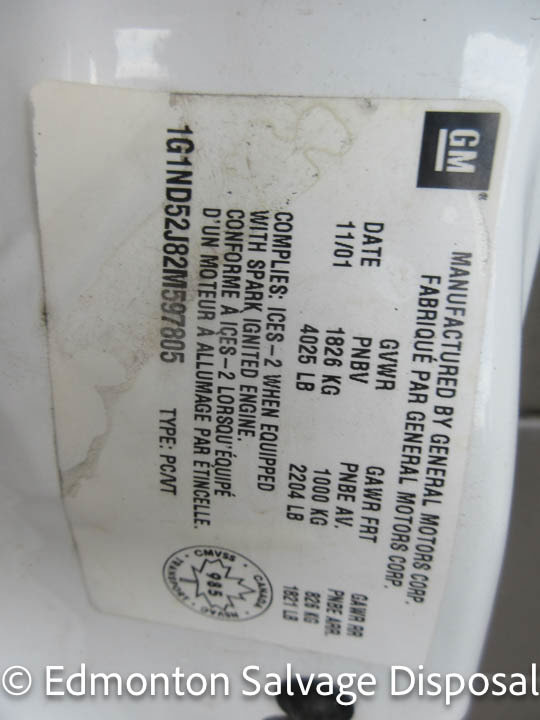 GM
®
MANUFACTURED BY GENERAL MOTORS CORP.
FABRIQUÉ PAR GENERAL MOTORS CORP.
DATE GVWR GAWR FRT GAWR RR
PNBV PNBE AV. PNBE ARR.
11/01 1826 KG 1000 KG 826 KG
4025 LB 2204 LB 1821 LB
COMPLIES: ICES-2 WHEN EQUIPPED
WITH SPARK IGNITED ENGINE.
CONFORME À ICES-2 LORSQU'ÉQUIPÉ
D'UN MOTEUR À ALLUMAGE PAR ÉTINCELLE.
1G1ND52J82M597805 TYPE: PC/VT
CMVSS · CANADA
985
TRANSPORT · NSVAC
© Edmonton Salvage Disposal